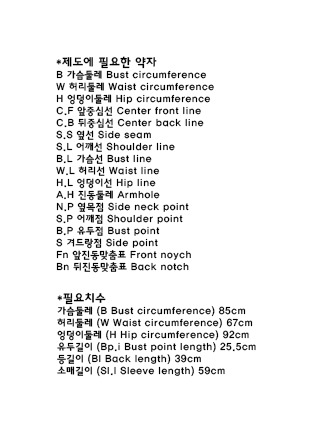 *제도에 필요한 약자
B 가슴둘레 Bust circumference
W 허리둘레 Waist circumference
H 엉덩이둘레 Hip circumference
C.F 앞중심선 Center front line
C.B 뒤중심선 Center back line
S.S 옆선 Side seam
S.L 어깨선 Shoulder line
B.L 가슴선 Bust line
W.L 허리선 Waist line
H.L 엉덩이선 Hip line
A.H 진동둘레 Armhole
N.P 옆목점 Side neck point
S.P 어깨점 Shoulder point
B.P 유두점 Bust point
S 겨드랑점 Side point
Fn 앞진동맞춤표 Front noych
Bn 뒤진동맞춤표 Back notch
*필요치수
가슴둘레 (B Bust circumference) 85cm
허리둘레 (W Waist circumference) 67cm
엉덩이둘레 (H Hip circumference) 92cm
유두길이 (Bp.i Bust point length) 25.5cm
등길이 (Bl Back length) 39cm
소매길이 (Sl.l Sleeve length) 59cm